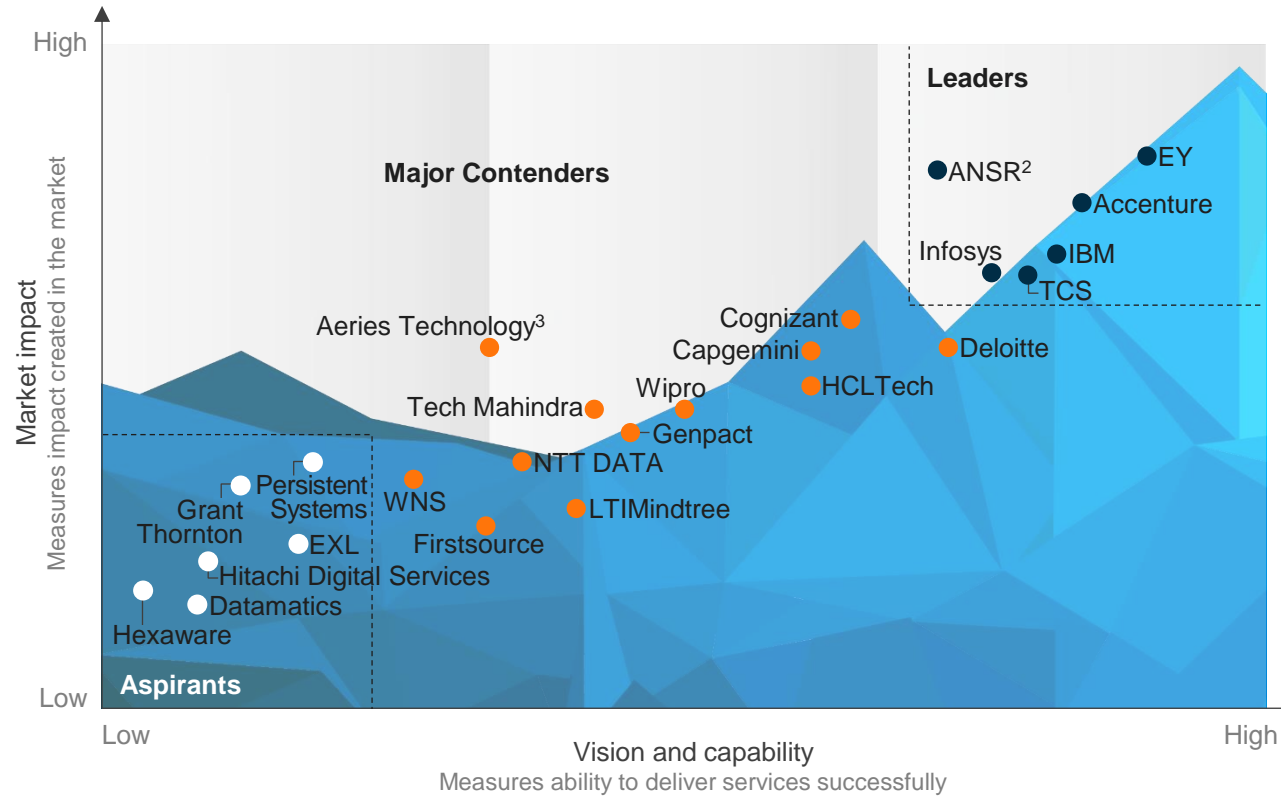 High
Leaders
Major Contenders
EY
ANSR²
Accenture
Infosys
IBM
TCS
Aeries Technology³
Cognizant
Capgemini
Deloitte
HCLTech
Wipro
Tech Mahindra
Genpact
NTT DATA
Persistent
Systems
WNS
Grant
Thornton
LTIMindtree
EXL
Firstsource
Hitachi Digital Services
Datamatics
Hexaware
Aspirants
Market impact
Measures impact created in the market
Low
Low
High
Vision and capability
Measures ability to deliver services successfully